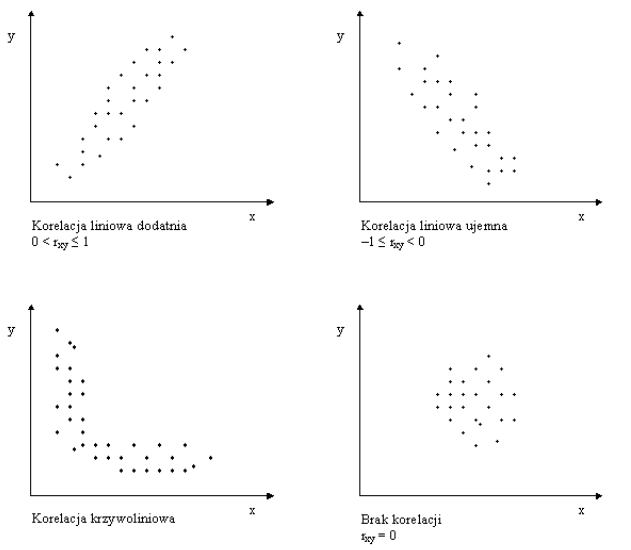 y
x
Korelacja liniowa dodatnia
0 < rxy ≤ 1
y
x
Korelacja liniowa ujemna
−1 ≤ rxy < 0
y
x
Korelacja krzywoliniowa
y
x
Brak korelacji
rxy = 0